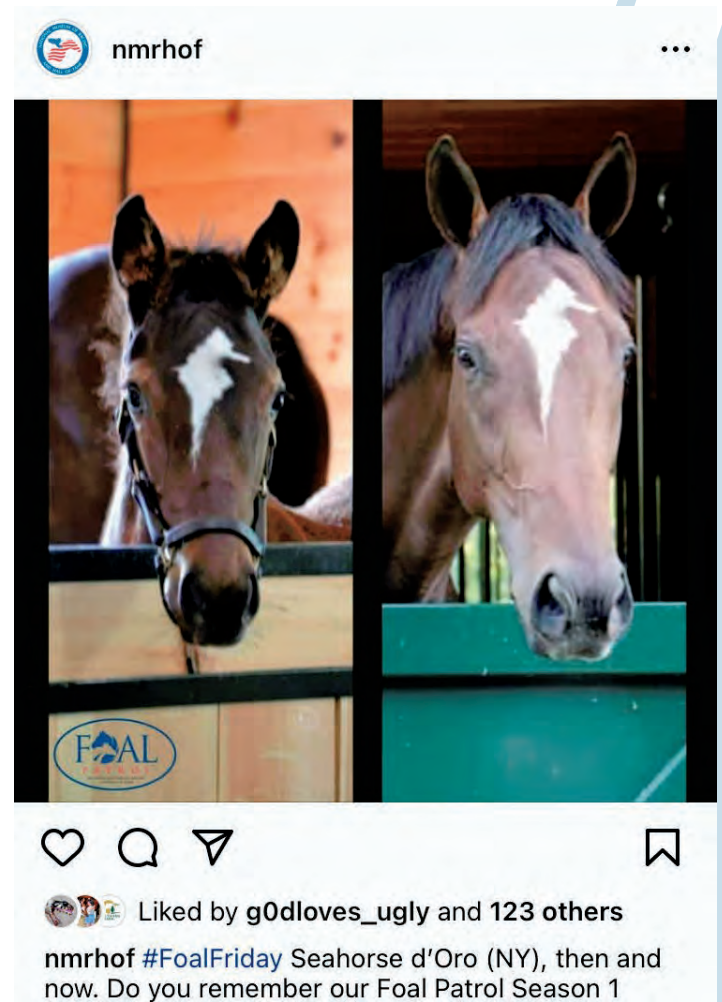 nmrhof
FOAL
PATROL
Liked by g0dloves_ugly and 123 others
nmrhof #FoalFriday Seahorse d’Oro (NY), then and
now. Do you remember our Foal Patrol Season 1